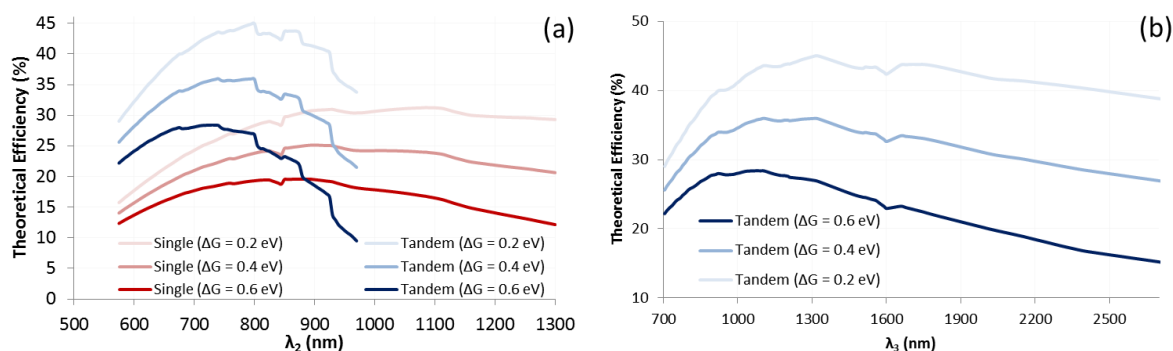 (a)
Theoretical Efficiency (%)
45
40
35
30
25
20
15
10
5
0
Single (ΔG = 0.2 eV)
Tandem (ΔG = 0.2 eV)
Single (ΔG = 0.4 eV)
Tandem (ΔG = 0.4 eV)
Single (ΔG = 0.6 eV)
Tandem (ΔG = 0.6 eV)
500 600 700 800 900 1000 1100 1200 1300
λ2 (nm)
(b)
Theoretical Efficiency (%)
50
40
30
20
10
Tandem (ΔG = 0.6 eV)
Tandem (ΔG = 0.4 eV)
Tandem (ΔG = 0.2 eV)
700 1000 1300 1600 1900 2200 2500
λ3 (nm)